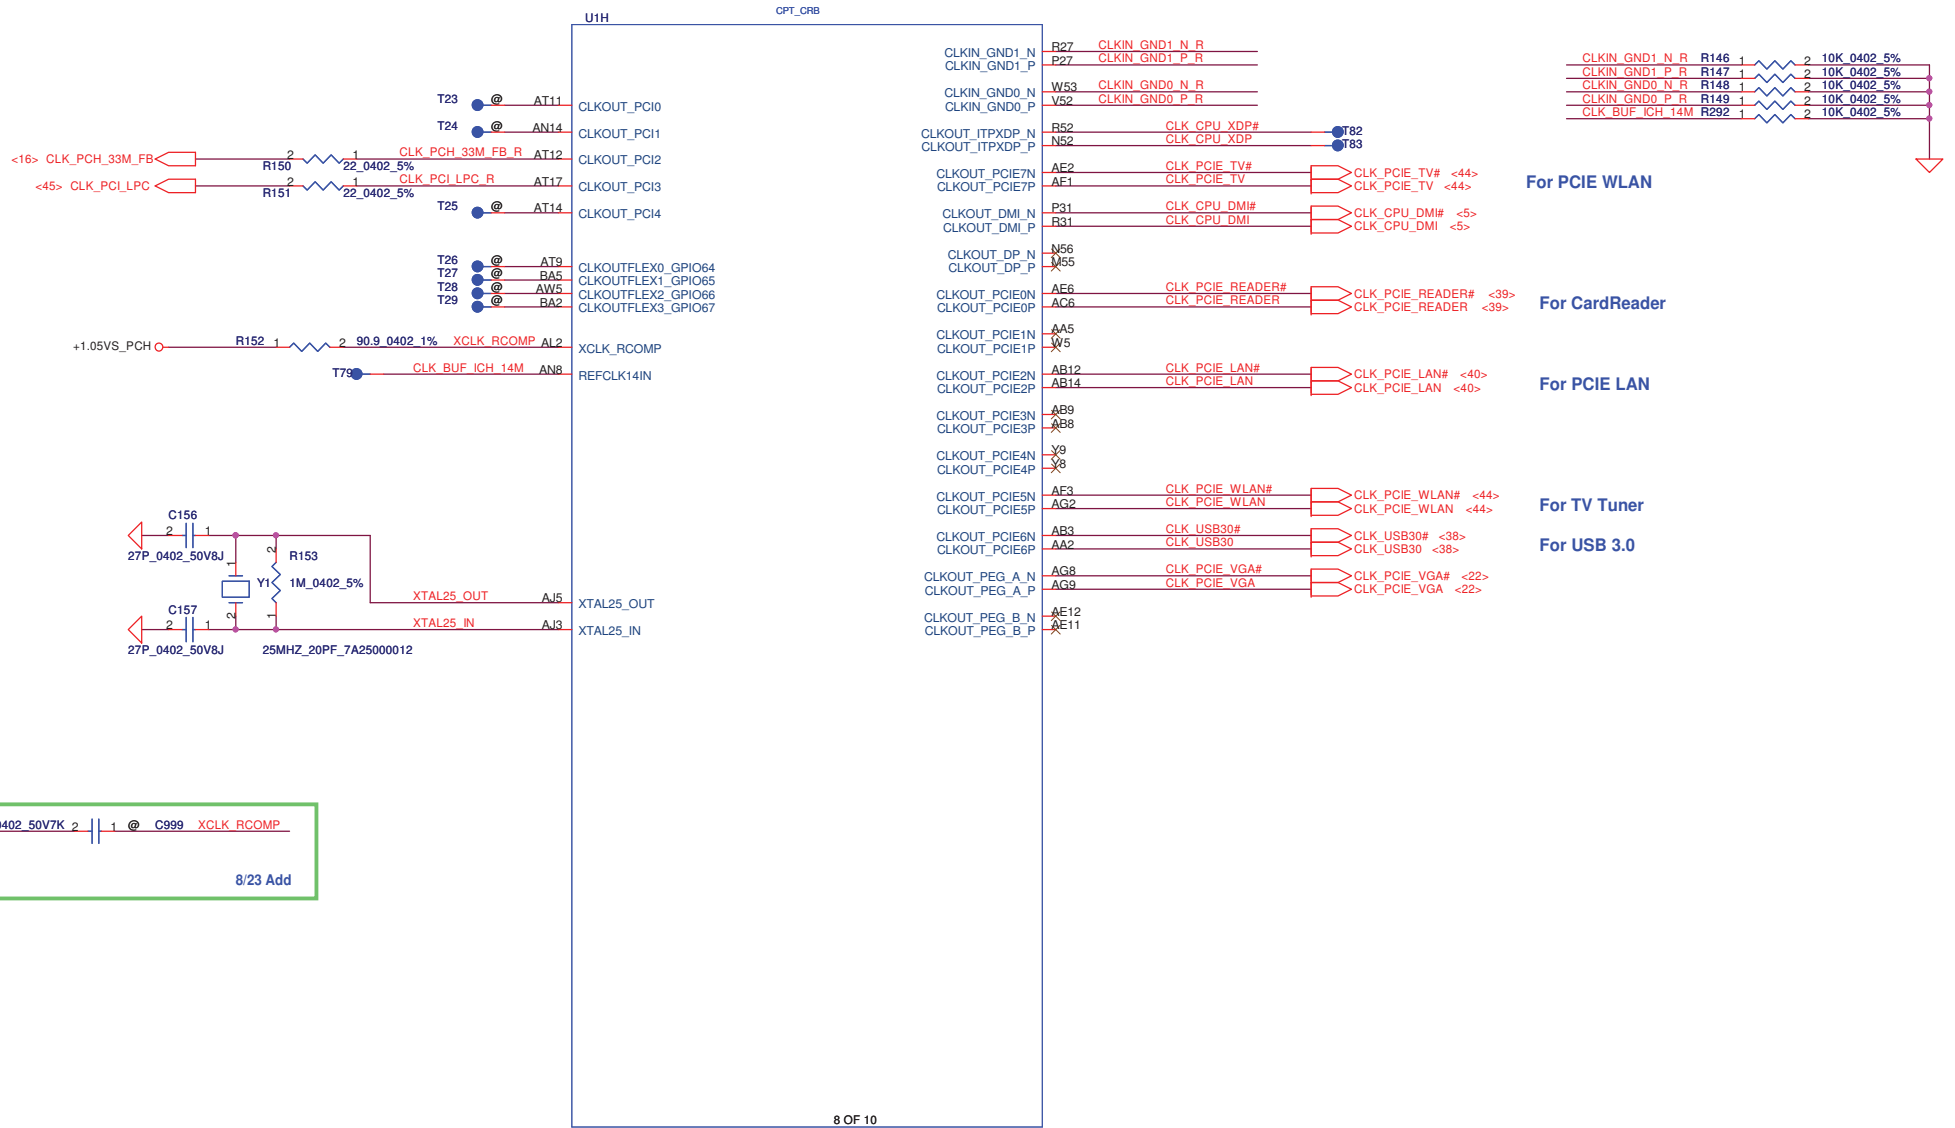 CPT_CRB
U1H
T23 @ AT11 CLKOUT_PCI0
T24 @ AN14 CLKOUT_PCI1
<16> CLK_PCH_33M_FB 2 R150 1 22_0402_5% CLK_PCH_33M_FB_R AT12 CLKOUT_PCI2
<45> CLK_PCI_LPC 2 R151 1 22_0402_5% CLK_PCI_LPC_R AT17 CLKOUT_PCI3
T25 @ AT14 CLKOUT_PCI4
T26 @ AT9 CLKOUTFLEX0_GPIO64
T27 @ BA5 CLKOUTFLEX1_GPIO65
T28 @ AW5 CLKOUTFLEX2_GPIO66
T29 @ BA2 CLKOUTFLEX3_GPIO67
+1.05VS_PCH R152 1 2 90.9_0402_1% XCLK_RCOMP AL2 XCLK_RCOMP
T79 CLK_BUF_ICH_14M AN8 REFCLK14IN
C156
2 1
27P_0402_50V8J
2 R153
1 Y1 1M_0402_5%
2 1
XTAL25_OUT AJ5 XTAL25_OUT
C157
2 1 XTAL25_IN AJ3 XTAL25_IN
27P_0402_50V8J 25MHZ_20PF_7A25000012
0402_50V7K 2 1 @ C999 XCLK_RCOMP
8/23 Add
CLKIN_GND1_N R27 CLKIN_GND1_N_R
CLKIN_GND1_P P27 CLKIN_GND1_P_R
CLKIN_GND0_N W53 CLKIN_GND0_N_R
CLKIN_GND0_P V52 CLKIN_GND0_P_R
CLKOUT_ITPXDP_N R52 CLK_CPU_XDP# T82
CLKOUT_ITPXDP_P N52 CLK_CPU_XDP T83
CLKOUT_PCIE7N AE2 CLK_PCIE_TV# CLK_PCIE_TV# <44>
CLKOUT_PCIE7P AF1 CLK_PCIE_TV CLK_PCIE_TV <44>
For PCIE WLAN
CLKOUT_DMI_N P31 CLK_CPU_DMI# CLK_CPU_DMI# <5>
CLKOUT_DMI_P R31 CLK_CPU_DMI CLK_CPU_DMI <5>
CLKOUT_DP_N N56
CLKOUT_DP_P M55
CLKOUT_PCIE0N AE6 CLK_PCIE_READER# CLK_PCIE_READER# <39>
CLKOUT_PCIE0P AC6 CLK_PCIE_READER CLK_PCIE_READER <39>
For CardReader
CLKOUT_PCIE1N AA5
CLKOUT_PCIE1P W5
CLKOUT_PCIE2N AB12 CLK_PCIE_LAN# CLK_PCIE_LAN# <40>
CLKOUT_PCIE2P AB14 CLK_PCIE_LAN CLK_PCIE_LAN <40>
For PCIE LAN
CLKOUT_PCIE3N AB9
CLKOUT_PCIE3P AB8
CLKOUT_PCIE4N Y9
CLKOUT_PCIE4P Y8
CLKOUT_PCIE5N AF3 CLK_PCIE_WLAN# CLK_PCIE_WLAN# <44>
CLKOUT_PCIE5P AG2 CLK_PCIE_WLAN CLK_PCIE_WLAN <44>
For TV Tuner
CLKOUT_PCIE6N AB3 CLK_USB30# CLK_USB30# <38>
CLKOUT_PCIE6P AA2 CLK_USB30 CLK_USB30 <38>
For USB 3.0
CLKOUT_PEG_A_N AG8 CLK_PCIE_VGA# CLK_PCIE_VGA# <22>
CLKOUT_PEG_A_P AG9 CLK_PCIE_VGA CLK_PCIE_VGA <22>
CLKOUT_PEG_B_N AE12
CLKOUT_PEG_B_P AE11
CLKIN_GND1_N_R R146 1 2 10K_0402_5%
CLKIN_GND1_P_R R147 1 2 10K_0402_5%
CLKIN_GND0_N_R R148 1 2 10K_0402_5%
CLKIN_GND0_P_R R149 1 2 10K_0402_5%
CLK_BUF_ICH_14M R292 1 2 10K_0402_5%
8 OF 10